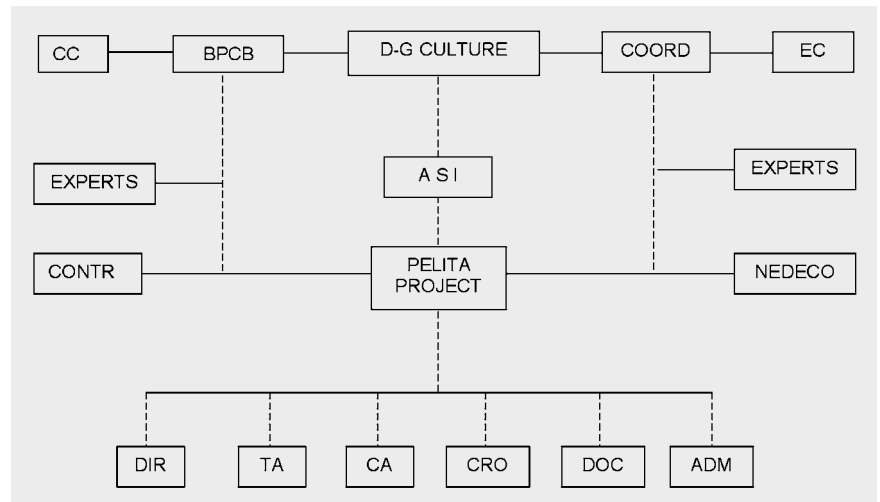 CC
BPCB
D-G CULTURE
COORD
EC
EXPERTS
A S I
EXPERTS
CONTR
PELITA
PROJECT
NEDECO
DIR
TA
CA
CRO
DOC
ADM